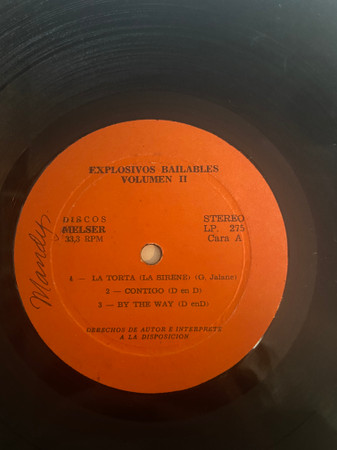 EXPLOSIVOS BAILABLES
VOLUMEN II
DISCOS
MELSER
33,3 RPM
STEREO
LP. 275
Cara A
1 — LA TORTA (LA SIRENE) (G. Jalane)
2 — CONTIGO (D en D)
3 — BY THE WAY (D enD)
DERECHOS DE AUTOR E INTERPRETE
A LA DISPOSICION
Mandys